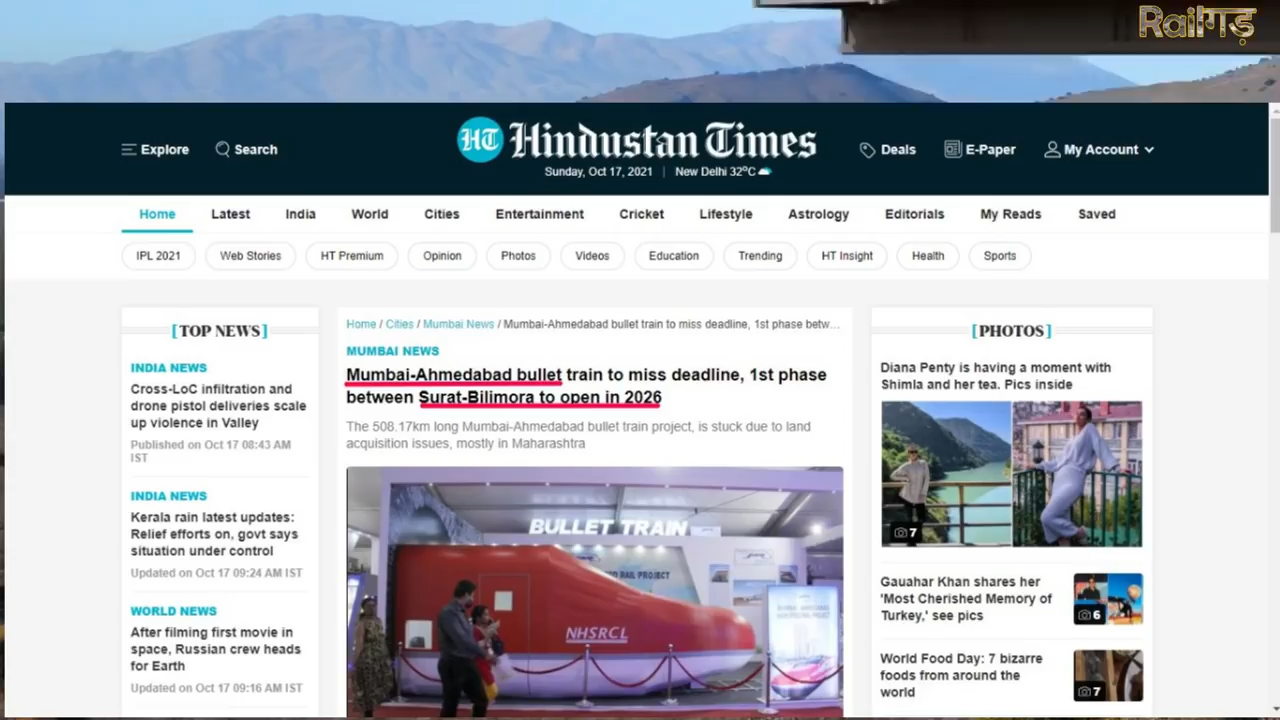 Railगड़
Explore
Search
HT Hindustan Times
Deals
E-Paper
My Account
Sunday, Oct 17, 2021 | New Delhi 32°C
Home
Latest
India
World
Cities
Entertainment
Cricket
Lifestyle
Astrology
Editorials
My Reads
Saved
IPL 2021
Web Stories
HT Premium
Opinion
Photos
Videos
Education
Trending
HT Insight
Health
Sports
[TOP NEWS]
INDIA NEWS
Cross-LoC infiltration and
drone pistol deliveries scale
up violence in Valley
Published on Oct 17 08:43 AM
IST
INDIA NEWS
Kerala rain latest updates:
Relief efforts on, govt says
situation under control
Updated on Oct 17 09:24 AM IST
WORLD NEWS
After filming first movie in
space, Russian crew heads
for Earth
Updated on Oct 17 09:16 AM IST
Home / Cities / Mumbai News / Mumbai-Ahmedabad bullet train to miss deadline, 1st phase betw...
MUMBAI NEWS
Mumbai-Ahmedabad bullet train to miss deadline, 1st phase
between Surat-Bilimora to open in 2026
The 508.17km long Mumbai-Ahmedabad bullet train project, is stuck due to land
acquisition issues, mostly in Maharashtra
BULLET TRAIN
RAIL PROJECT
NHSRCL
[PHOTOS]
Diana Penty is having a moment with
Shimla and her tea. Pics inside
7
Gauahar Khan shares her
'Most Cherished Memory of
Turkey,' see pics
6
World Food Day: 7 bizarre
foods from around the
world
7